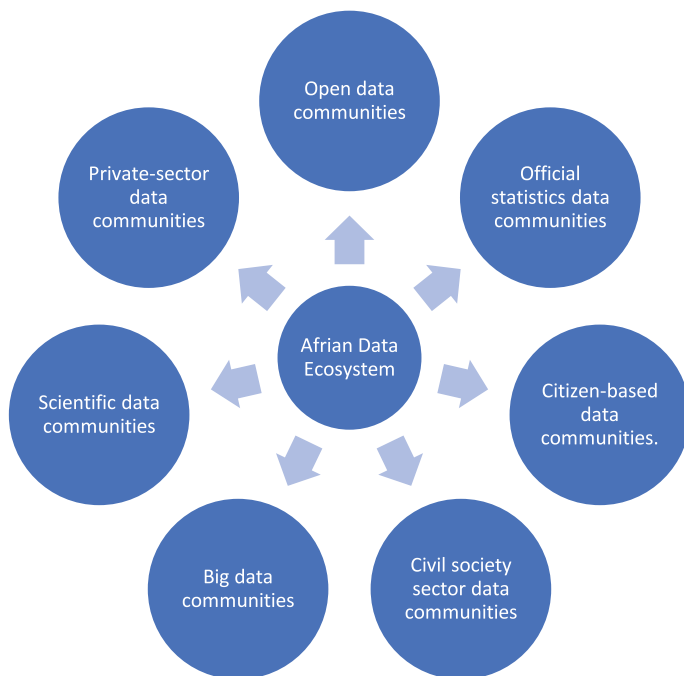 Open data
communities
Official
statistics data
communities
Citizen-based
data
communities.
Civil society
sector data
communities
Big data
communities
Scientific data
communities
Private-sector
data
communities
Afrian Data
Ecosystem